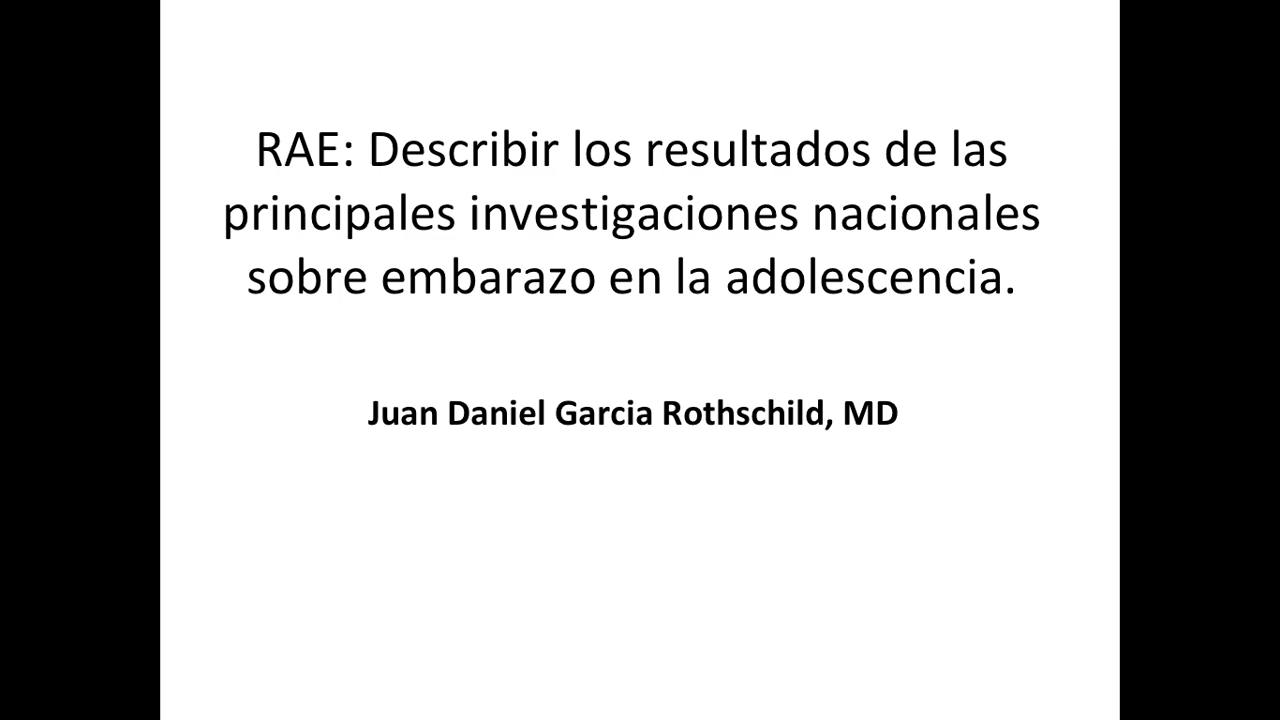 RAE: Describir los resultados de las
principales investigaciones nacionales
sobre embarazo en la adolescencia.
Juan Daniel Garcia Rothschild, MD